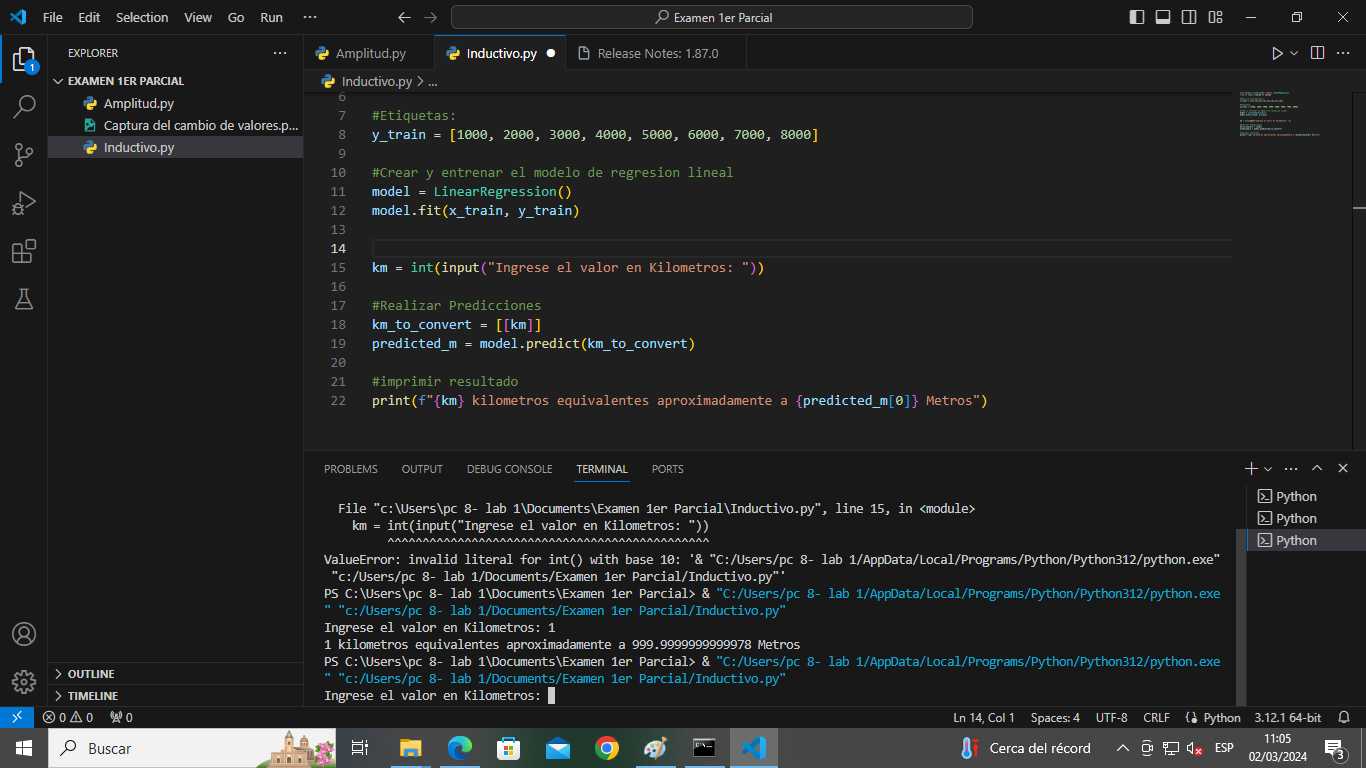 File Edit Selection View Go Run ···
Examen 1er Parcial
EXPLORER
EXAMEN 1ER PARCIAL
Amplitud.py
Captura del cambio de valores.p...
Inductivo.py
1
OUTLINE
TIMELINE
Amplitud.py Inductivo.py Release Notes: 1.87.0
Inductivo.py > ...
6
7 #Etiquetas:
8 y_train = [1000, 2000, 3000, 4000, 5000, 6000, 7000, 8000]
9
10 #Crear y entrenar el modelo de regresion lineal
11 model = LinearRegression()
12 model.fit(x_train, y_train)
13
14
15 km = int(input("Ingrese el valor en Kilometros: "))
16
17 #Realizar Predicciones
18 km_to_convert = [[km]]
19 predicted_m = model.predict(km_to_convert)
20
21 #imprimir resultado
22 print(f"{km} kilometros equivalentes aproximadamente a {predicted_m[0]} Metros")
PROBLEMS OUTPUT DEBUG CONSOLE TERMINAL PORTS
File "c:\Users\pc 8- lab 1\Documents\Examen 1er Parcial\Inductivo.py", line 15, in <module>
km = int(input("Ingrese el valor en Kilometros: "))
^^^^^^^^^^^^^^^^^^^^^^^^^^^^^^^^^^^^^^^^^^^^^^
ValueError: invalid literal for int() with base 10: '& "C:/Users/pc 8- lab 1/AppData/Local/Programs/Python/Python312/python.exe"
"c:/Users/pc 8- lab 1/Documents/Examen 1er Parcial/Inductivo.py"'
PS C:\Users\pc 8- lab 1\Documents\Examen 1er Parcial> & "C:/Users/pc 8- lab 1/AppData/Local/Programs/Python/Python312/python.exe
" "c:/Users/pc 8- lab 1/Documents/Examen 1er Parcial/Inductivo.py"
Ingrese el valor en Kilometros: 1
1 kilometros equivalentes aproximadamente a 999.9999999999978 Metros
PS C:\Users\pc 8- lab 1\Documents\Examen 1er Parcial> & "C:/Users/pc 8- lab 1/AppData/Local/Programs/Python/Python312/python.exe
" "c:/Users/pc 8- lab 1/Documents/Examen 1er Parcial/Inductivo.py"
Ingrese el valor en Kilometros:
Python
Python
Python
0 0 0 Ln 14, Col 1 Spaces: 4 UTF-8 CRLF Python 3.12.1 64-bit
Buscar
Cerca del récord ESP
11:05
02/03/2024
3